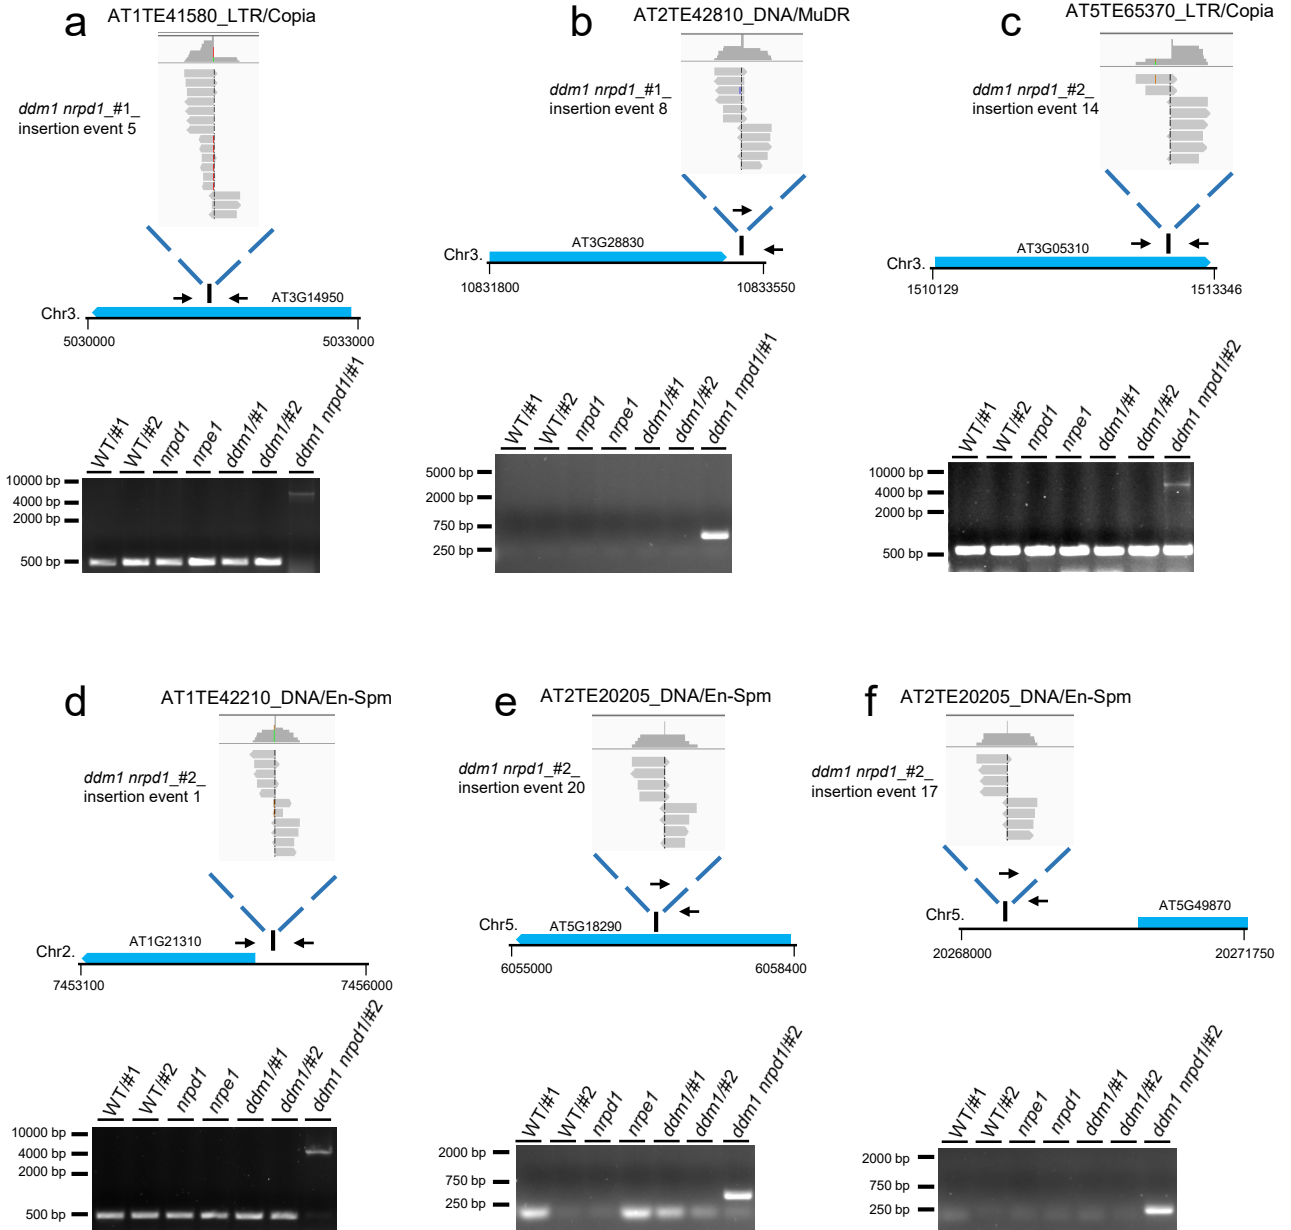 a
AT1TE41580_LTR/Copia
ddm1 nrpd1_#1_
insertion event 5
AT3G14950
Chr3.
5030000
5033000
WT/#1
WT/#2
nrpd1
nrpe1
ddm1/#1
ddm1/#2
ddm1 nrpd1/#1
10000 bp
4000 bp
2000 bp
500 bp
b
AT2TE42810_DNA/MuDR
ddm1 nrpd1_#1_
insertion event 8
AT3G28830
Chr3.
10831800
10833550
WT/#1
WT/#2
nrpd1
nrpe1
ddm1/#1
ddm1/#2
ddm1 nrpd1/#1
5000 bp
2000 bp
750 bp
250 bp
c
AT5TE65370_LTR/Copia
ddm1 nrpd1_#2_
insertion event 14
AT3G05310
Chr3.
1510129
1513346
WT/#1
WT/#2
nrpd1
nrpe1
ddm1/#1
ddm1/#2
ddm1 nrpd1/#2
10000 bp
4000 bp
2000 bp
500 bp
d
AT1TE42210_DNA/En-Spm
ddm1 nrpd1_#2_
insertion event 1
AT1G21310
Chr2.
7453100
7456000
WT/#1
WT/#2
nrpd1
nrpe1
ddm1/#1
ddm1/#2
ddm1 nrpd1/#2
10000 bp
4000 bp
2000 bp
500 bp
e
AT2TE20205_DNA/En-Spm
ddm1 nrpd1_#2_
insertion event 20
Chr5.
AT5G18290
6055000
6058400
WT/#1
WT/#2
nrpd1
nrpe1
ddm1/#1
ddm1/#2
ddm1 nrpd1/#2
2000 bp
750 bp
250 bp
f
AT2TE20205_DNA/En-Spm
ddm1 nrpd1_#2_
insertion event 17
Chr5.
AT5G49870
20268000
20271750
WT/#1
WT/#2
nrpe1
nrpd1
ddm1/#1
ddm1/#2
ddm1 nrpd1/#2
2000 bp
750 bp
250 bp